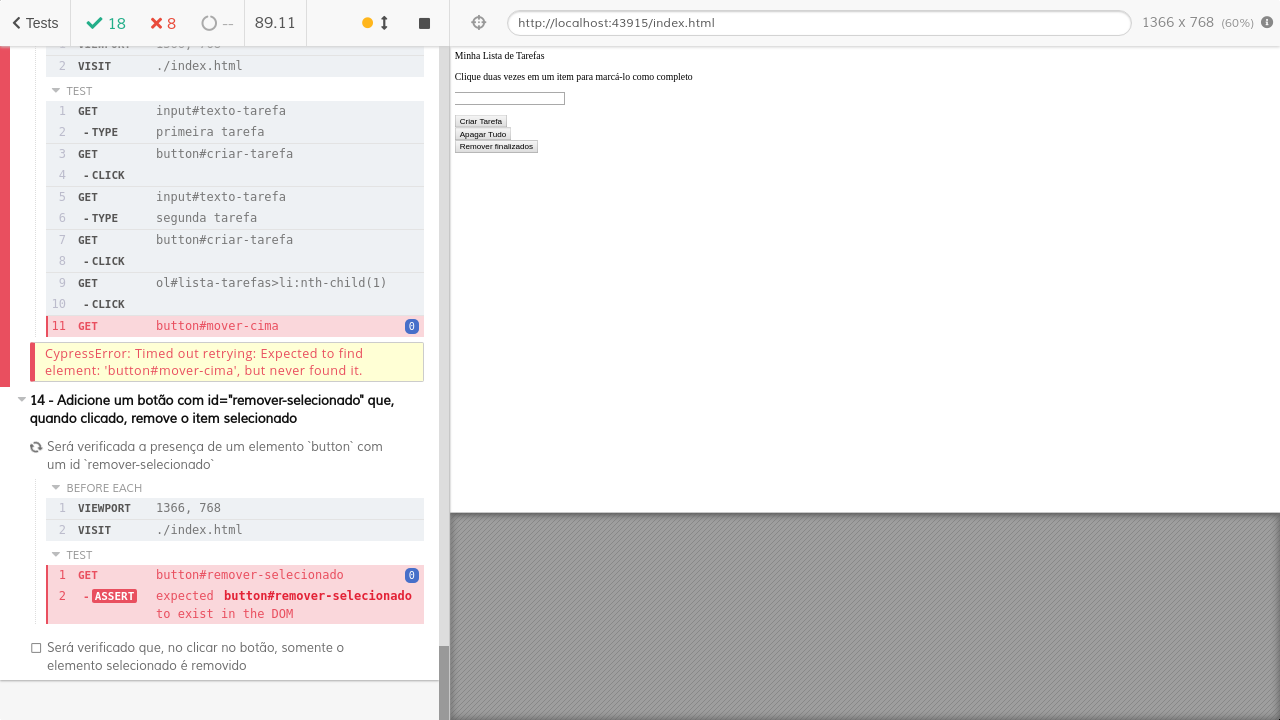 Tests 18 8 -- 89.11
http://localhost:43915/index.html 1366 x 768 (60%)
1 VIEWPORT 1366, 768
2 VISIT ./index.html
TEST
1 GET input#texto-tarefa
2 -TYPE primeira tarefa
3 GET button#criar-tarefa
4 -CLICK
5 GET input#texto-tarefa
6 -TYPE segunda tarefa
7 GET button#criar-tarefa
8 -CLICK
9 GET ol#lista-tarefas>li:nth-child(1)
10 -CLICK
11 GET button#mover-cima 0
CypressError: Timed out retrying: Expected to find
element: 'button#mover-cima', but never found it.
14 - Adicione um botão com id="remover-selecionado" que,
quando clicado, remove o item selecionado
Será verificada a presença de um elemento `button` com
um id `remover-selecionado`
BEFORE EACH
1 VIEWPORT 1366, 768
2 VISIT ./index.html
TEST
1 GET button#remover-selecionado 0
2 -ASSERT expected button#remover-selecionado
to exist in the DOM
Será verificado que, no clicar no botão, somente o
elemento selecionado é removido
Minha Lista de Tarefas
Clique duas vezes em um item para marcá-lo como completo
Criar Tarefa
Apagar Tudo
Remover finalizados